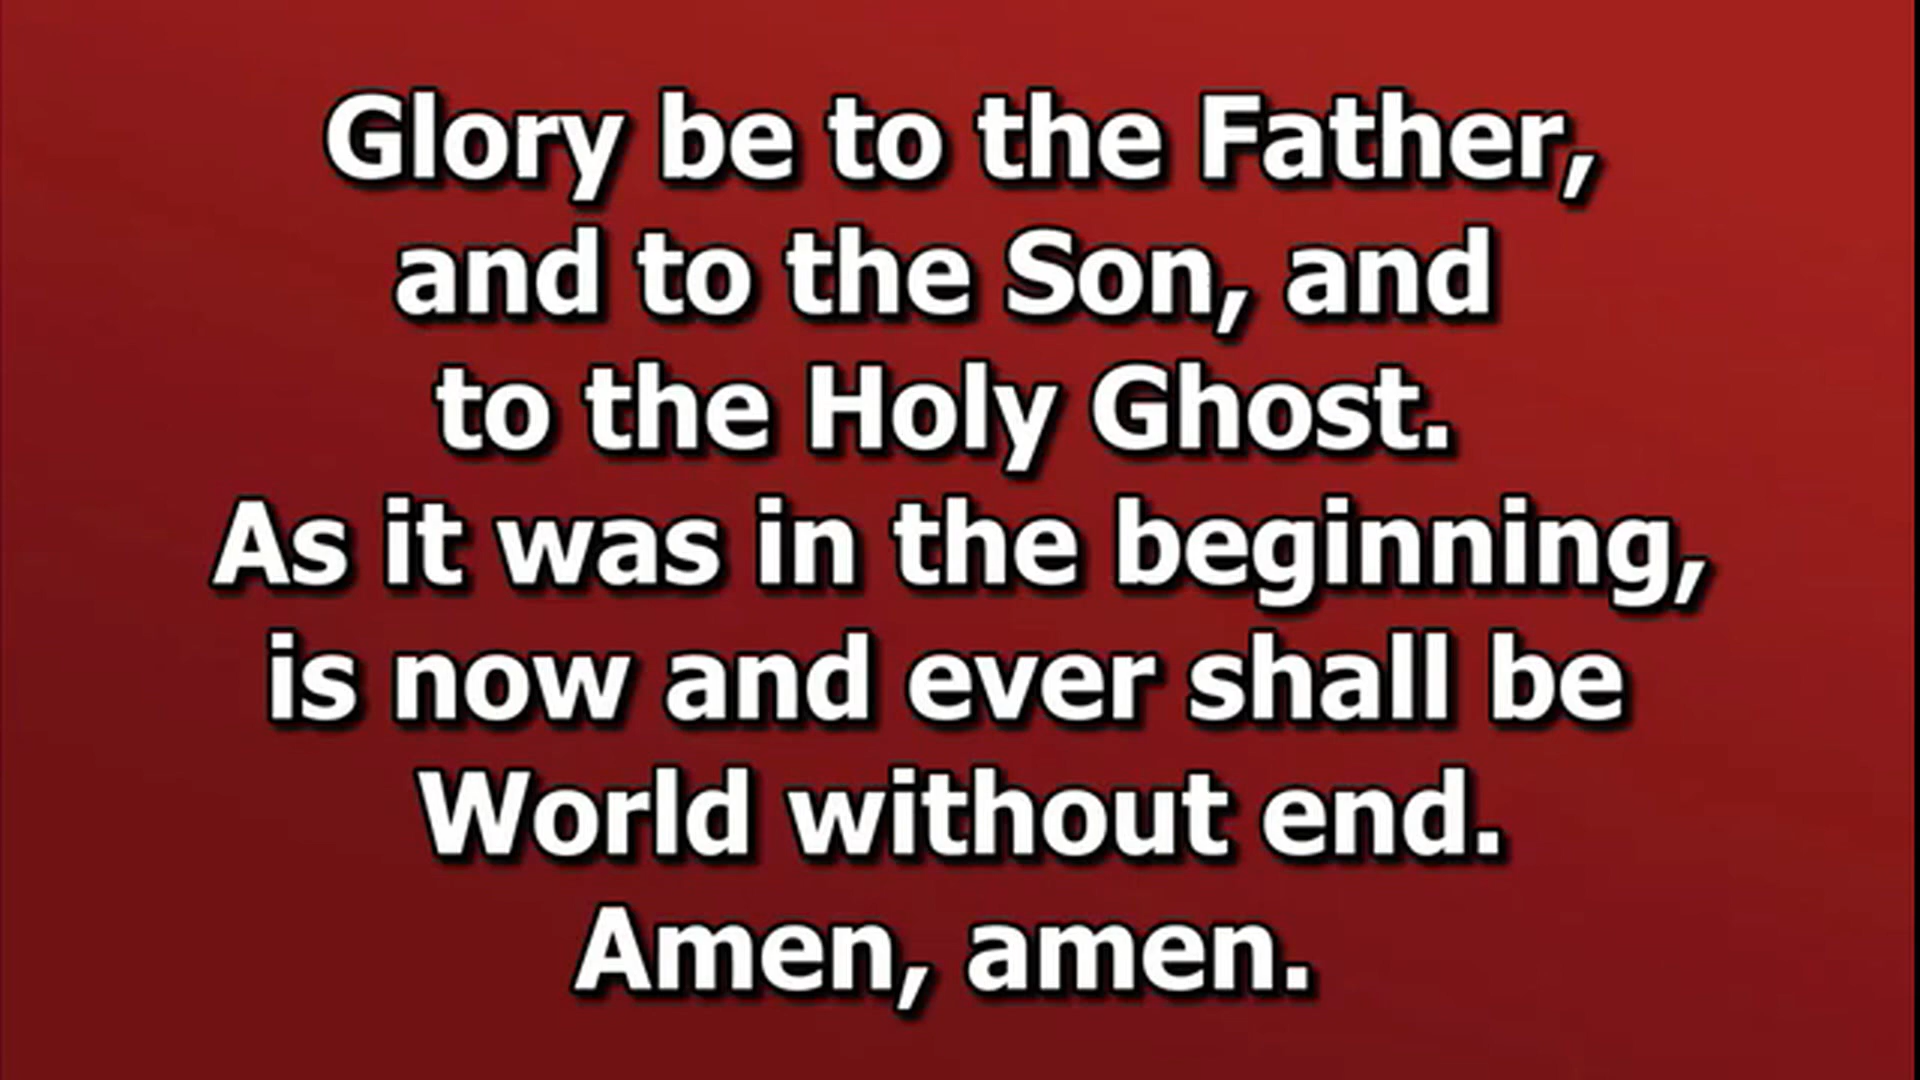 Glory be to the Father,
and to the Son, and
to the Holy Ghost.
As it was in the beginning,
is now and ever shall be
World without end.
Amen, amen.